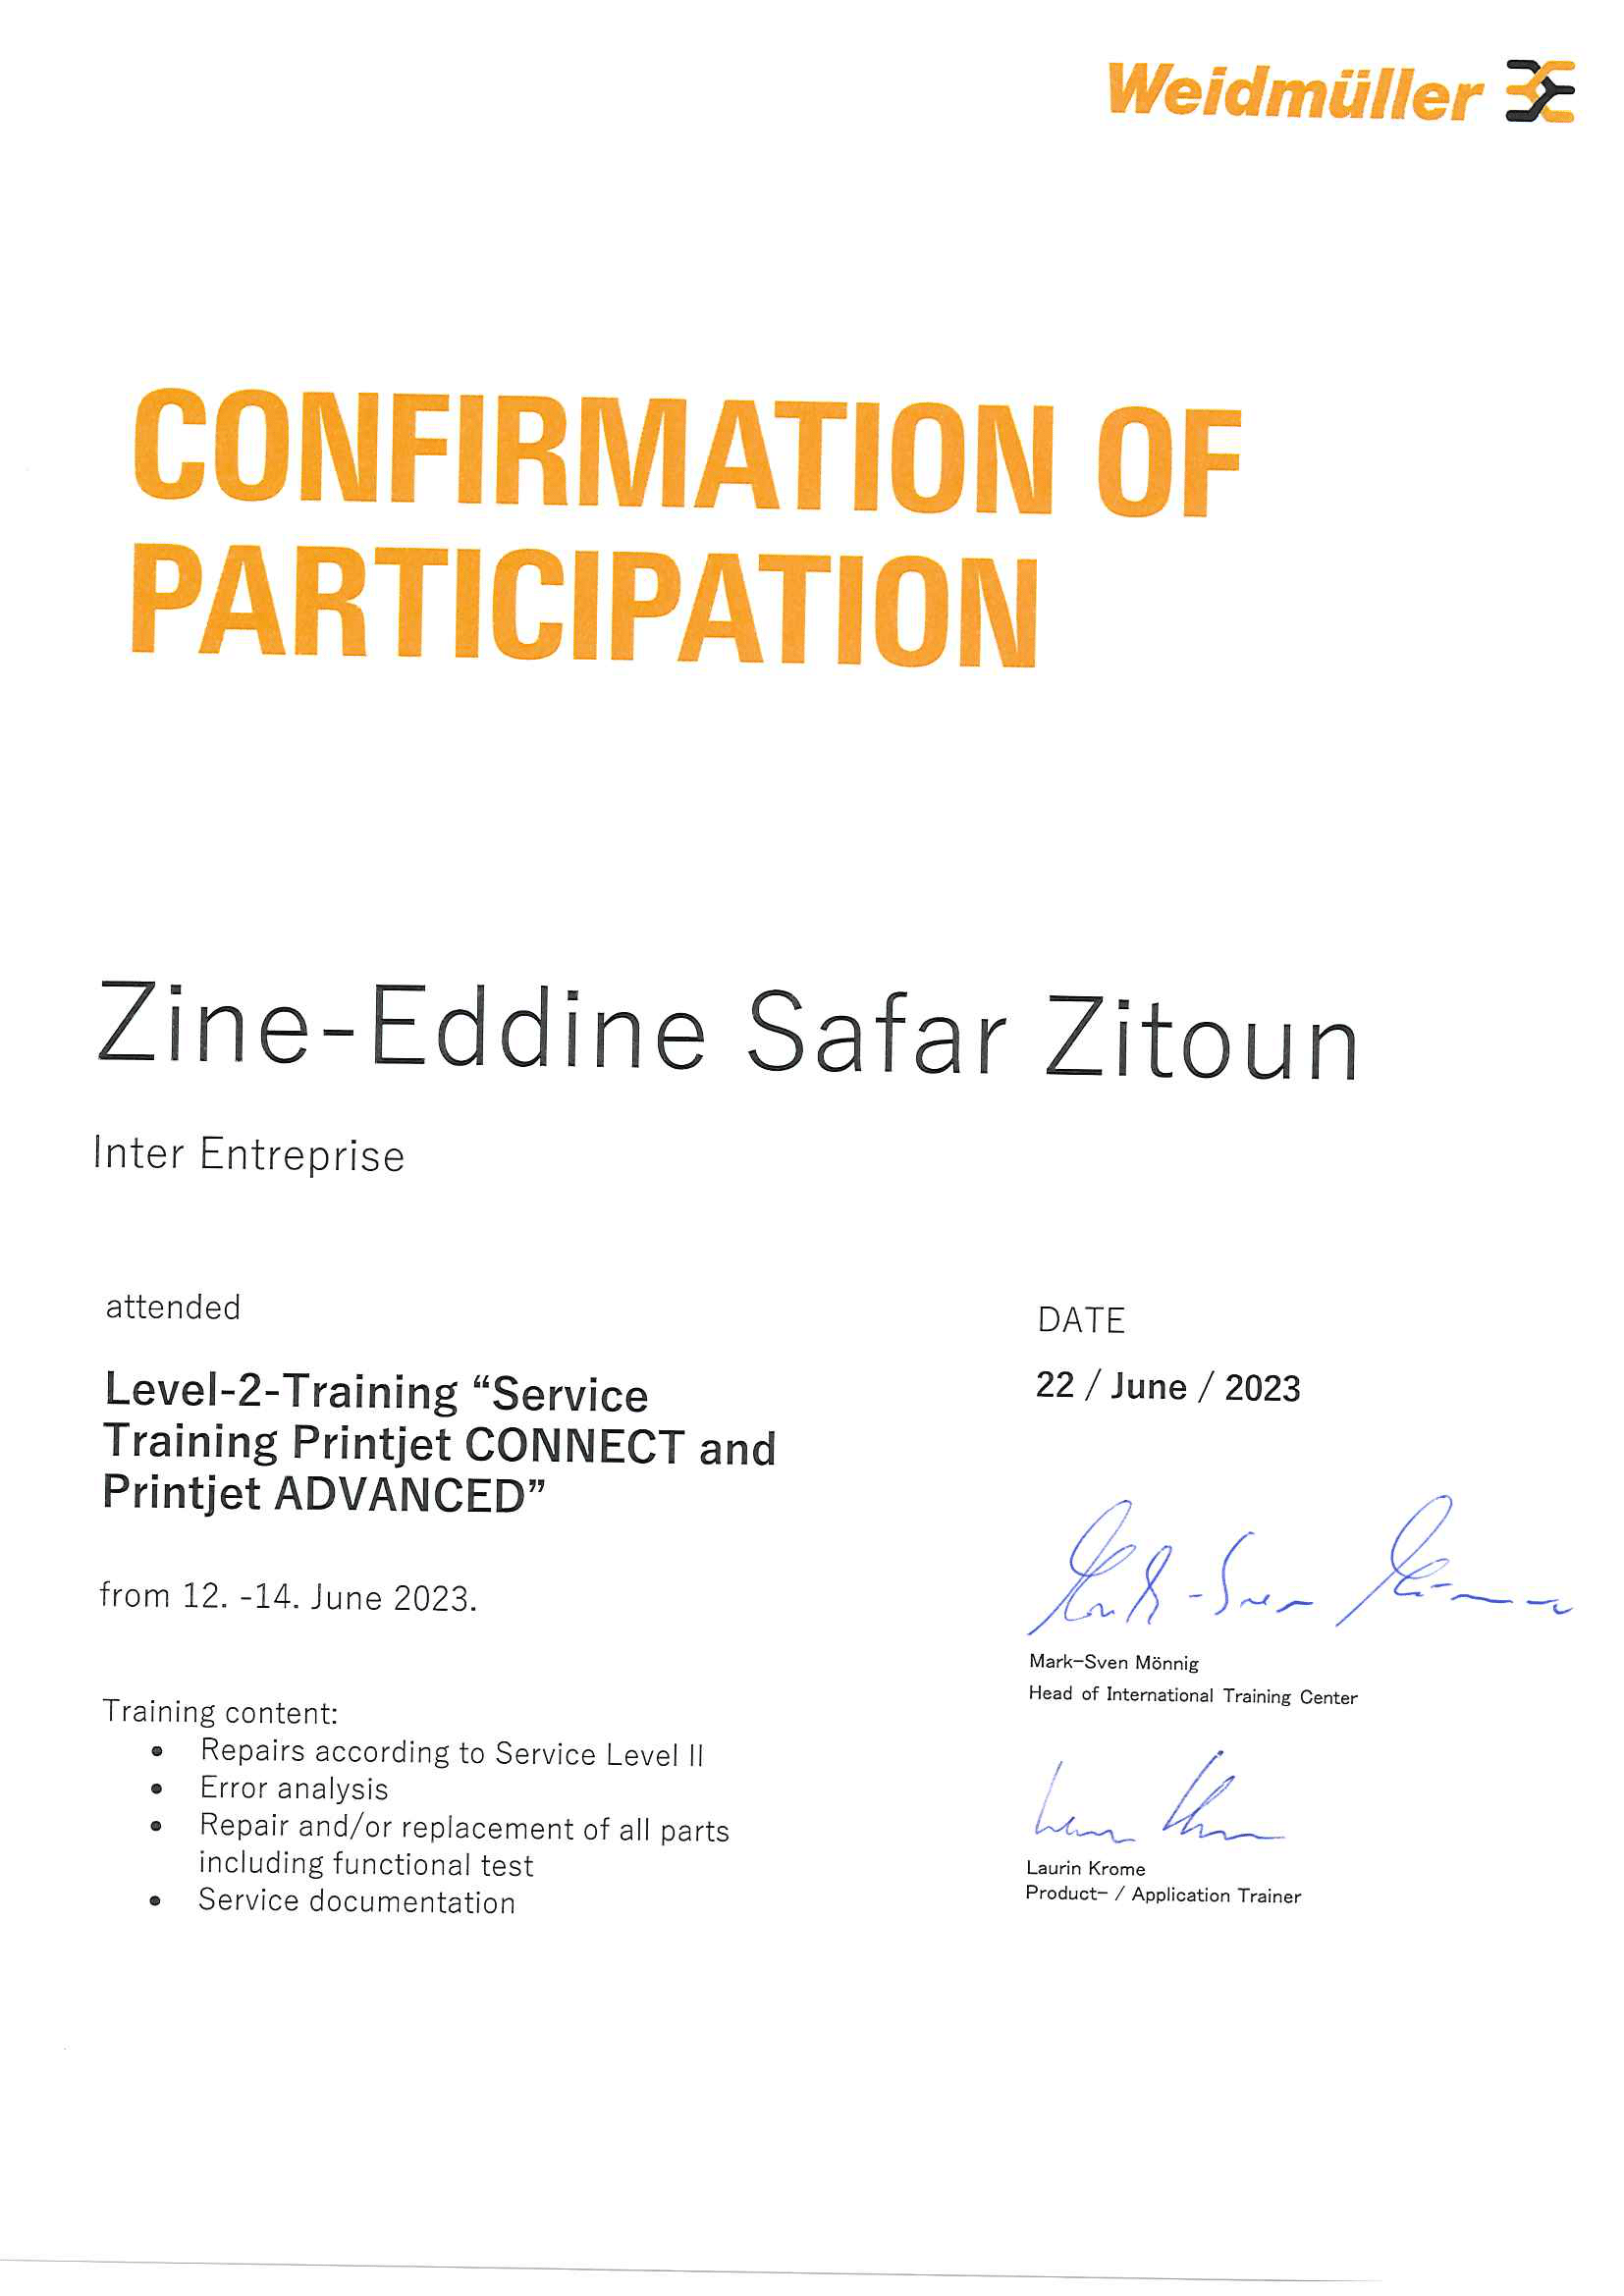 Weidmüller
CONFIRMATION OF
PARTICIPATION
Zine-Eddine Safar Zitoun
Inter Entreprise
attended
Level-2-Training “Service
Training Printjet CONNECT and
Printjet ADVANCED”
from 12. -14. June 2023.
Training content:
• Repairs according to Service Level II
• Error analysis
• Repair and/or replacement of all parts
including functional test
• Service documentation
DATE
22 / June / 2023
Mark-Sven Mönnig
Head of International Training Center
Laurin Krome
Product- / Application Trainer